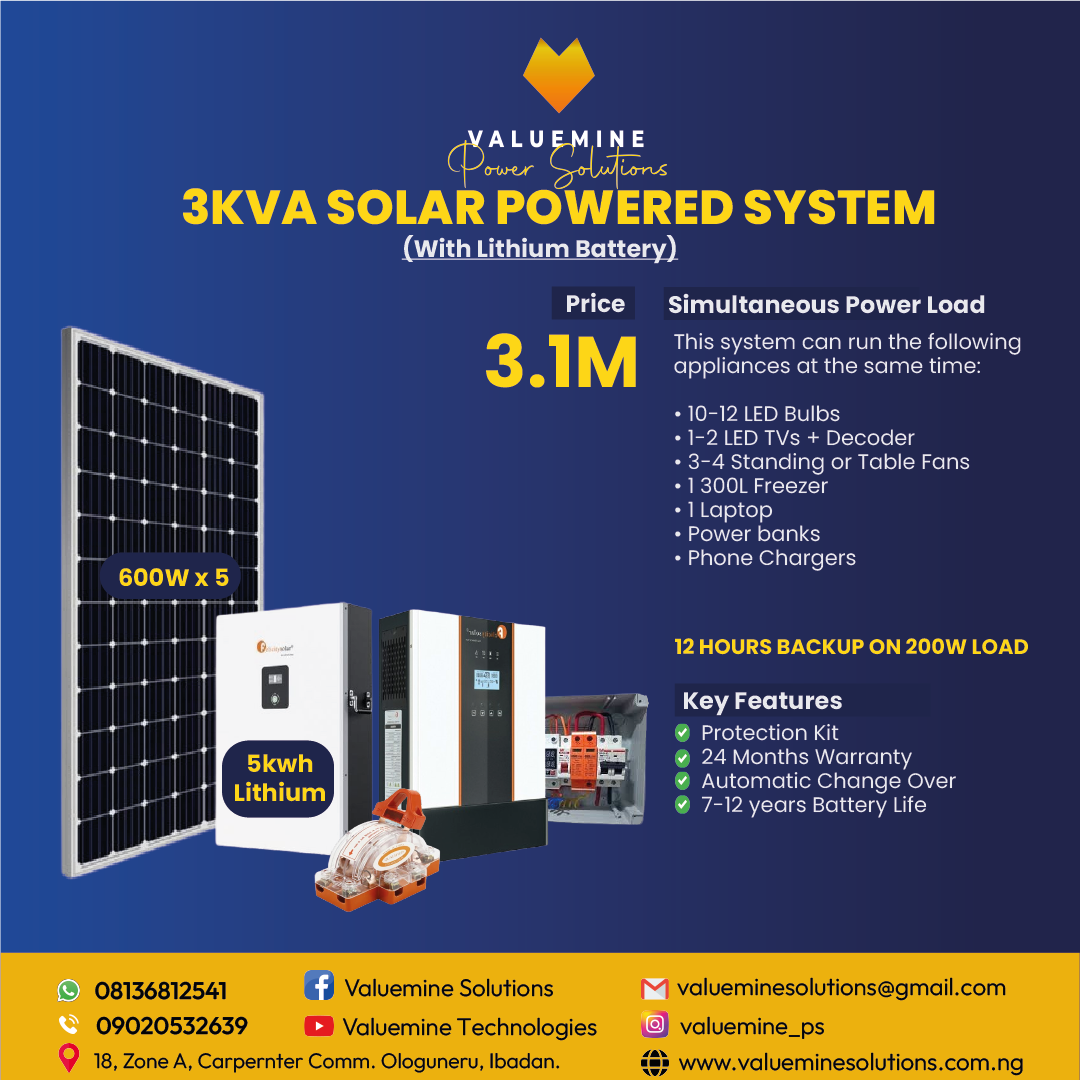 VALUEMINE
Power Solutions
3KVA SOLAR POWERED SYSTEM
(With Lithium Battery)
Price
3.1M
Simultaneous Power Load
This system can run the following
appliances at the same time:
• 10-12 LED Bulbs
• 1-2 LED TVs + Decoder
• 3-4 Standing or Table Fans
• 1 300L Freezer
• 1 Laptop
• Power banks
• Phone Chargers
12 HOURS BACKUP ON 200W LOAD
Key Features
Protection Kit
24 Months Warranty
Automatic Change Over
7-12 years Battery Life
600W x 5
5kwh
Lithium
08136812541
09020532639
18, Zone A, Carpernter Comm. Ologuneru, Ibadan.
Valuemine Solutions
Valuemine Technologies
valueminesolutions@gmail.com
valuemine_ps
www.valueminesolutions.com.ng